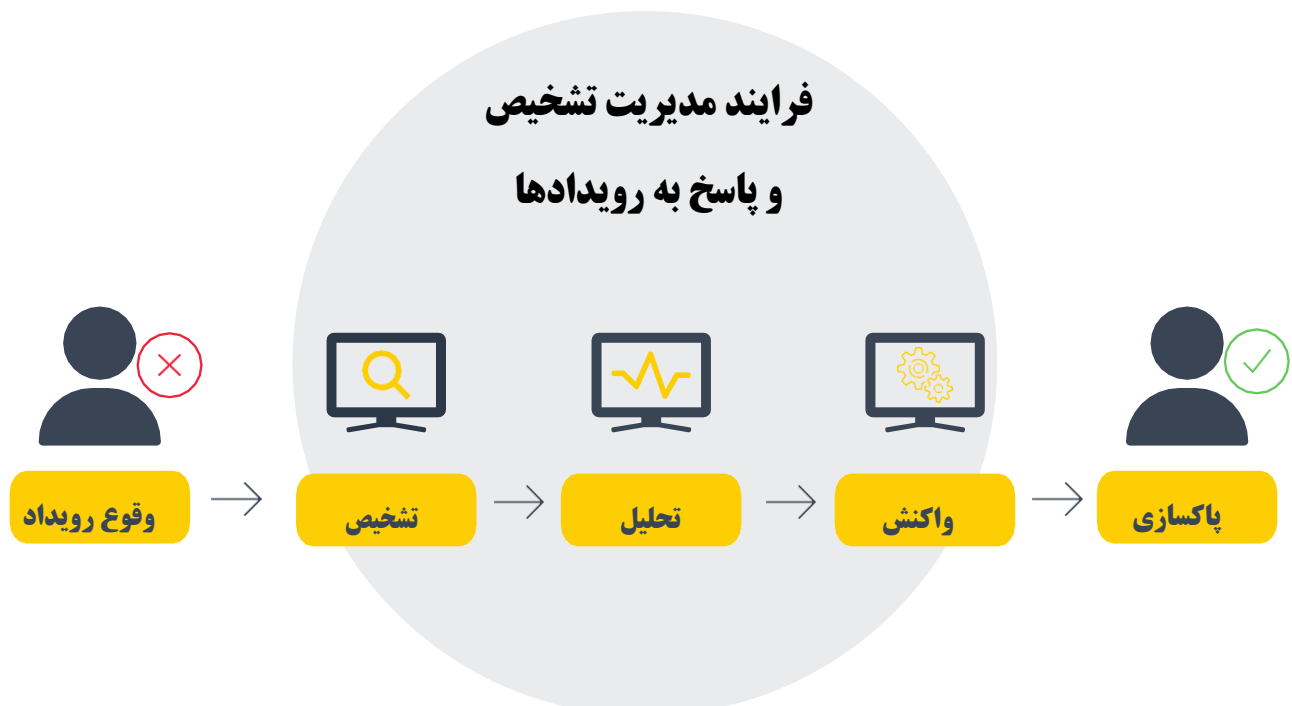 فرایند مدیریت تشخیص
و پاسخ به رویدادها
وقوع رویداد
تشخیص
تحلیل
واکنش
پاکسازی